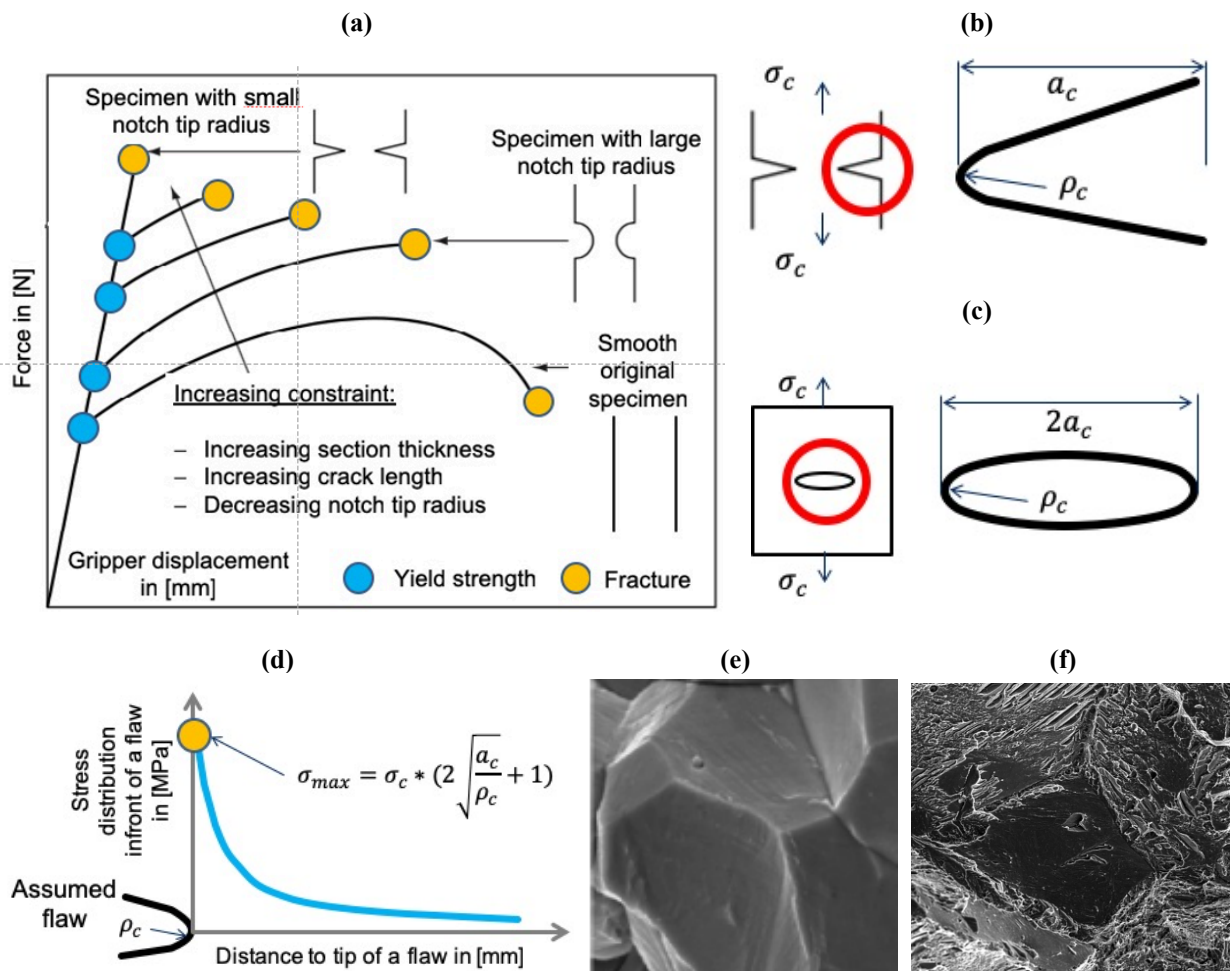 (a)
Specimen with small
notch tip radius
Specimen with large
notch tip radius
Force in [N]
Smooth
original
specimen
Increasing constraint:
– Increasing section thickness
– Increasing crack length
– Decreasing notch tip radius
Gripper displacement
in [mm]
Yield strength
Fracture
(b)
σc
σc
ac
ρc
(c)
σc
σc
2ac
ρc
(d)
Stress
distribution
infront of a flaw
in [MPa]
σmax = σc * (2√(ac/ρc) + 1)
Assumed
flaw
ρc
Distance to tip of a flaw in [mm]
(e)
(f)